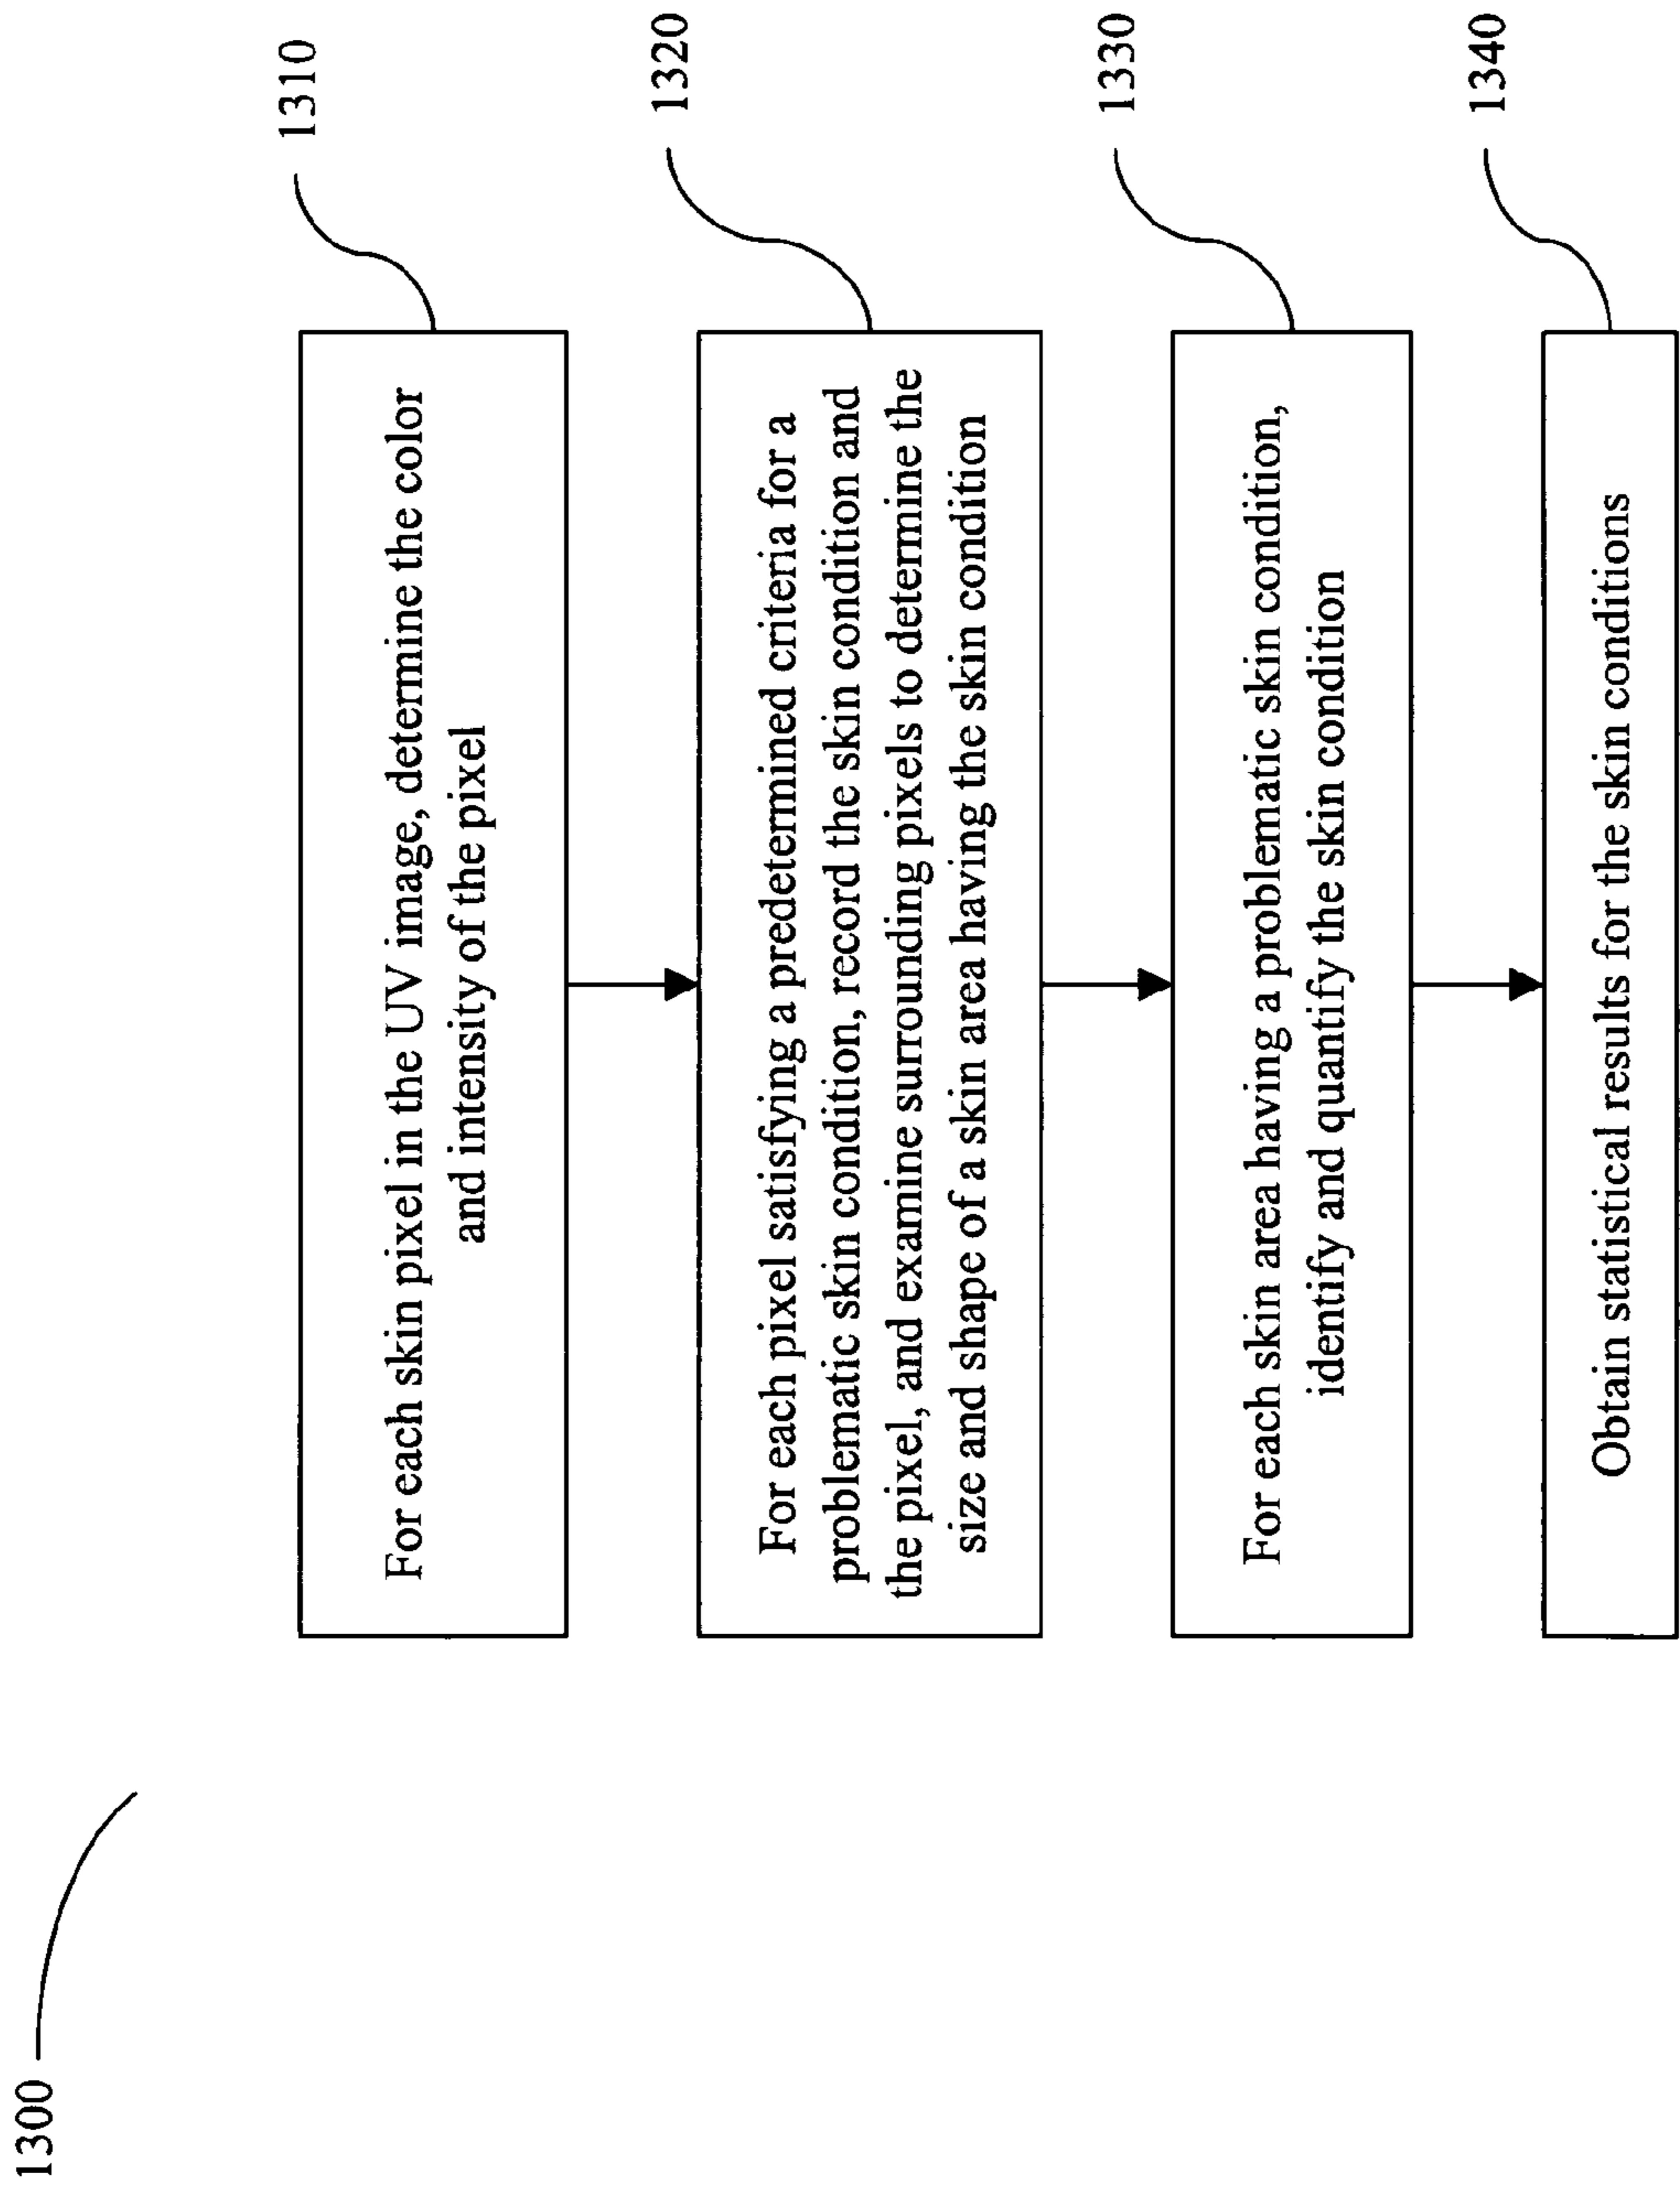 1300
1310
For each skin pixel in the UV image, determine the color
and intensity of the pixel
1320
For each pixel satisfying a predetermined criteria for a
problematic skin condition, record the skin condition and
the pixel, and examine surrounding pixels to determine the
size and shape of a skin area having the skin condition
1330
For each skin area having a problematic skin condition,
identify and quantify the skin condition
1340
Obtain statistical results for the skin conditions